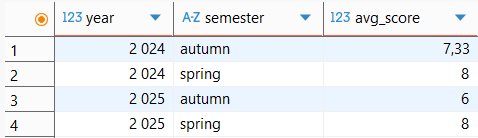 123 year A-Z semester 123 avg_score
1 2 024 autumn 7,33
2 2 024 spring 8
3 2 025 autumn 6
4 2 025 spring 8